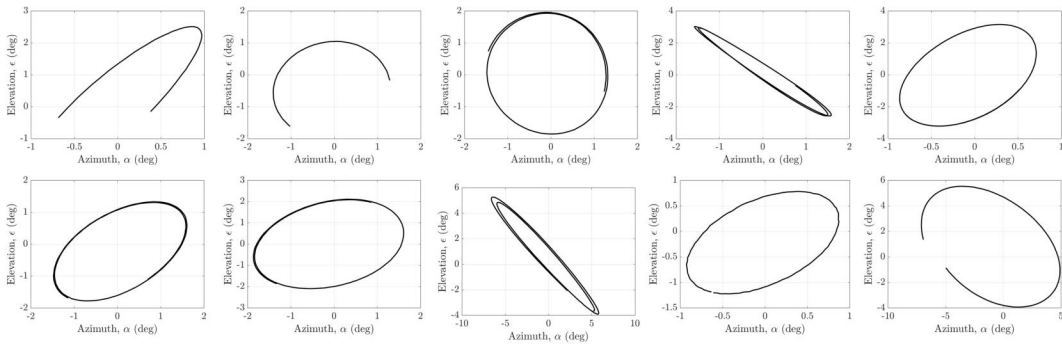 Elevation, ϵ (deg)
3
2
1
0
-1
-1 -0.5 0 0.5 1
Azimuth, α (deg)
Elevation, ϵ (deg)
2
1
0
-1
-2
-2 -1 0 1 2
Azimuth, α (deg)
Elevation, ϵ (deg)
2
1
0
-1
-2
-2 -1 0 1 2
Azimuth, α (deg)
Elevation, ϵ (deg)
4
2
0
-2
-4
-2 -1 0 1 2
Azimuth, α (deg)
Elevation, ϵ (deg)
4
2
0
-2
-4
-1 -0.5 0 0.5 1
Azimuth, α (deg)
Elevation, ϵ (deg)
2
1
0
-1
-2
-2 -1 0 1 2
Azimuth, α (deg)
Elevation, ϵ (deg)
3
2
1
0
-1
-2
-3
-2 -1 0 1 2
Azimuth, α (deg)
Elevation, ϵ (deg)
6
4
2
0
-2
-4
-10 -5 0 5 10
Azimuth, α (deg)
Elevation, ϵ (deg)
1
0.5
0
-0.5
-1
-1.5
-1 -0.5 0 0.5 1
Azimuth, α (deg)
Elevation, ϵ (deg)
6
4
2
0
-2
-4
-10 -5 0 5
Azimuth, α (deg)